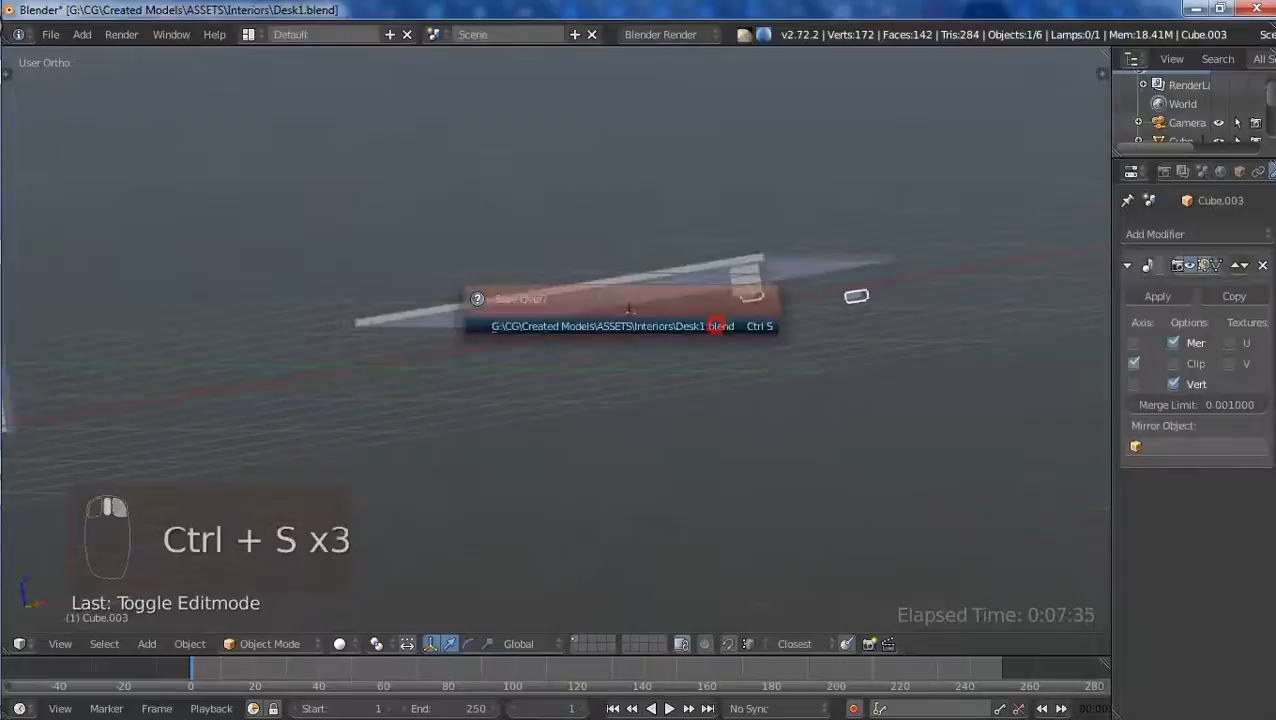 Blender* [G:\CG\Created Models\ASSETS\Interiors\Desk1.blend]
File Add Render Window Help Default Scene Blender Render v2.72.2 | Verts:172 | Faces:142 | Tris:284 | Objects:1/6 | Lamps:0/1 | Mem:18.41M | Cube.003 Sce
User Ortho
View Search All S
RenderLa
World
Camera
Cube
Cube.003
Add Modifier
Apply Copy
Axis: Options: Textures:
Mer U
Clip V
Vert
Merge Limit: 0.001000
Mirror Object:
Save Over?
G:\CG\Created Models\ASSETS\Interiors\Desk1.blend Ctrl S
Ctrl + S x3
Last: Toggle Editmode
(1) Cube.003
Elapsed Time: 0:07:35
View Select Add Object Object Mode Global Closest
-40 -20 0 20 40 60 80 100 120 140 160 180 200 220 240 260 280
View Marker Frame Playback Start: 1 End: 250 1 No Sync 00:00